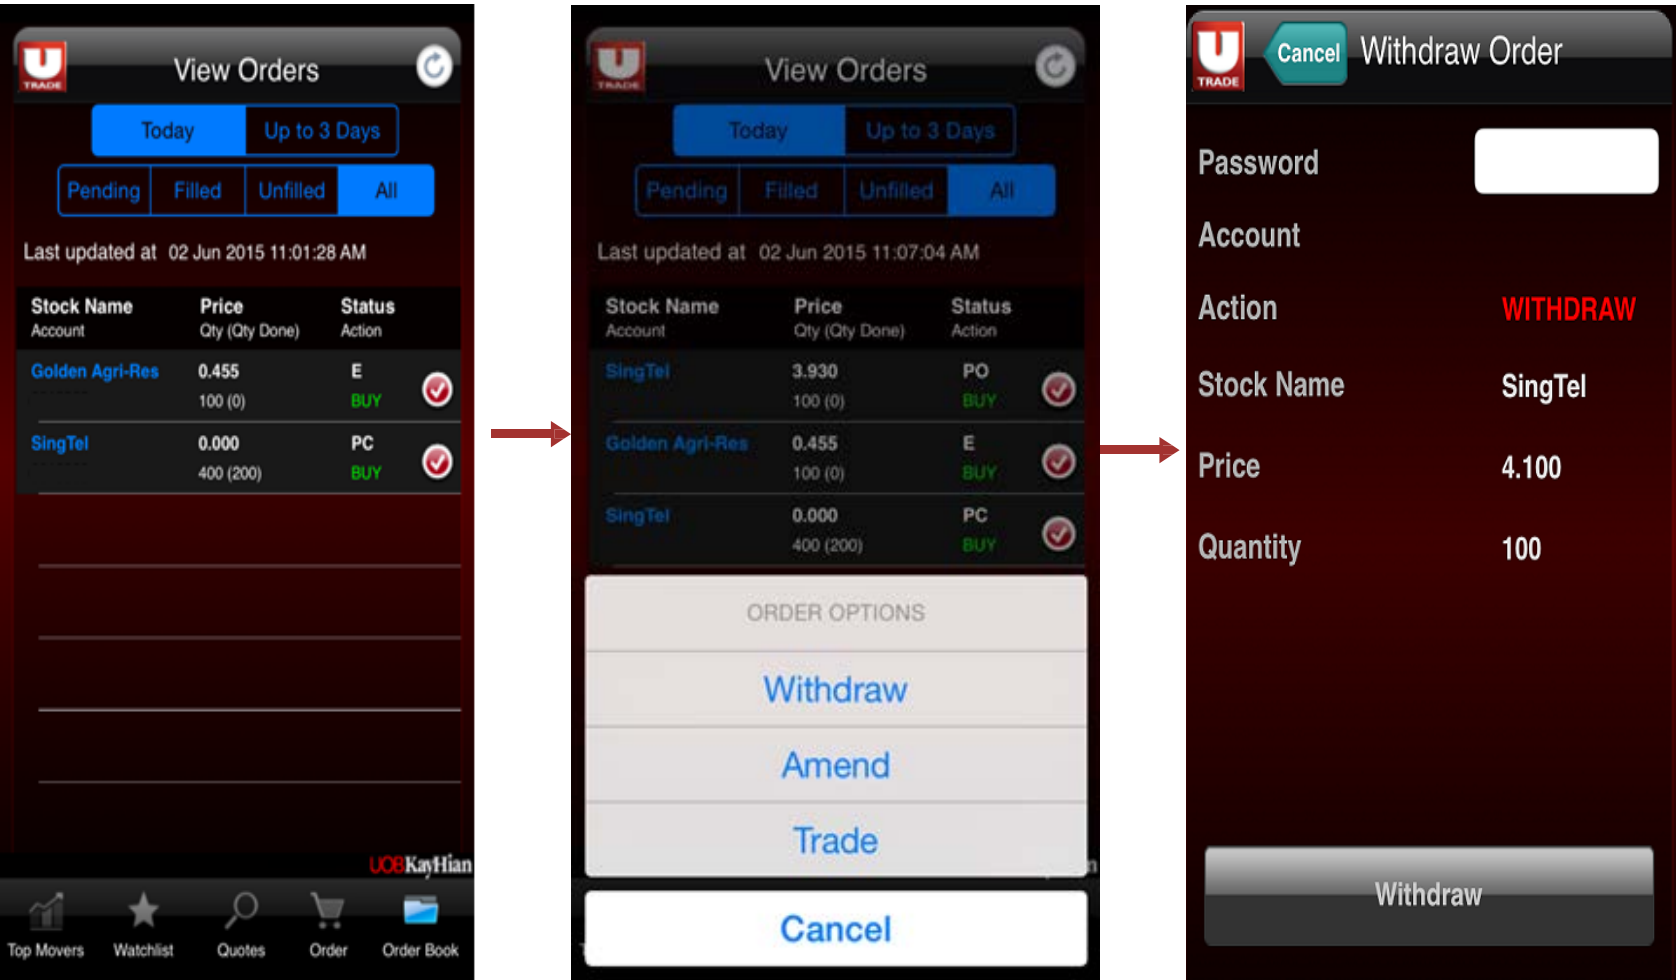 U
TRADE
View Orders
Today
Up to 3 Days
Pending
Filled
Unfilled
All
Last updated at 02 Jun 2015 11:01:28 AM
Stock Name Price Status
Account Qty (Qty Done) Action
Golden Agri-Res 0.455 E
100 (0) BUY
SingTel 0.000 PC
400 (200) BUY
UOBKayHian
Top Movers Watchlist Quotes Order Order Book
U
TRADE
View Orders
Today
Up to 3 Days
Pending
Filled
Unfilled
All
Last updated at 02 Jun 2015 11:07:04 AM
Stock Name Price Status
Account Qty (Qty Done) Action
SingTel 3.930 PO
100 (0) BUY
Golden Agri-Res 0.455 E
100 (0) BUY
SingTel 0.000 PC
400 (200) BUY
ORDER OPTIONS
Withdraw
Amend
Trade
Cancel
U
TRADE
Cancel
Withdraw Order
Password
Account
Action WITHDRAW
Stock Name SingTel
Price 4.100
Quantity 100
Withdraw